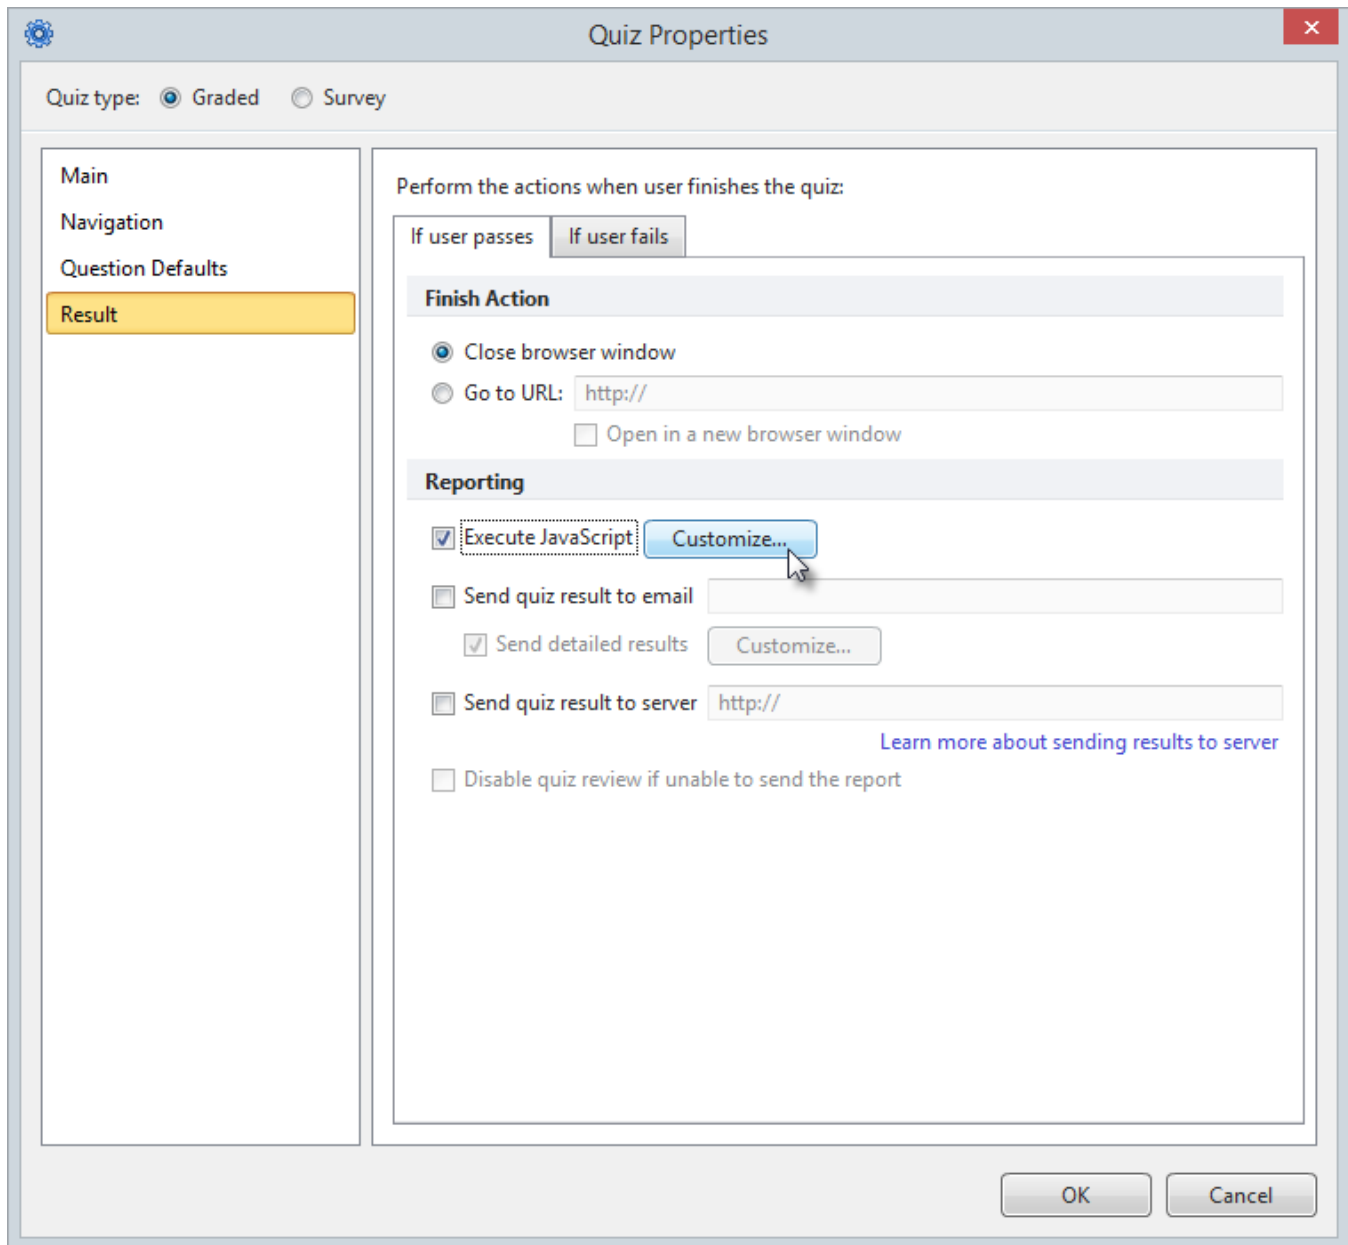 Quiz Properties
Quiz type: Graded Survey
Main
Navigation
Question Defaults
Result
Perform the actions when user finishes the quiz:
If user passes If user fails
Finish Action
Close browser window
Go to URL: http://
Open in a new browser window
Reporting
Execute JavaScript Customize...
Send quiz result to email
Send detailed results Customize...
Send quiz result to server http://
Learn more about sending results to server
Disable quiz review if unable to send the report
OK Cancel